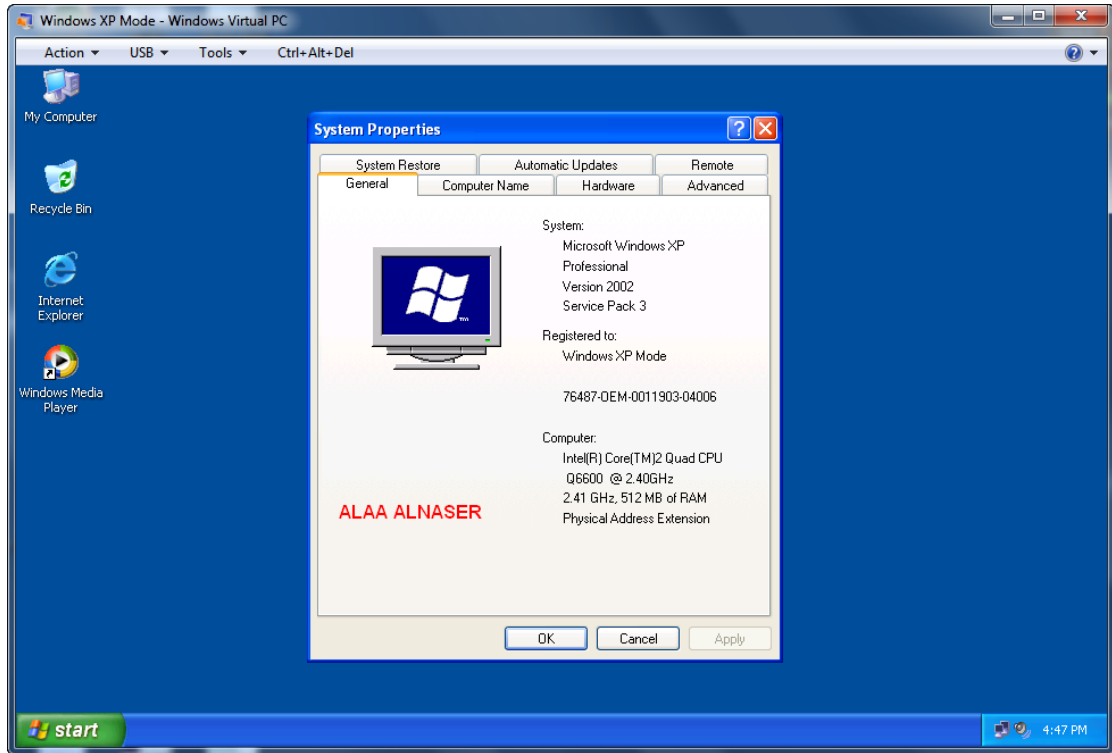 Windows XP Mode - Windows Virtual PC
Action USB Tools Ctrl+Alt+Del
My Computer
Recycle Bin
Internet
Explorer
Windows Media
Player
System Properties
System Restore Automatic Updates Remote
General Computer Name Hardware Advanced
System:
Microsoft Windows XP
Professional
Version 2002
Service Pack 3
Registered to:
Windows XP Mode
76487-OEM-0011903-04006
Computer:
Intel(R) Core(TM)2 Quad CPU
Q6600 @ 2.40GHz
2.41 GHz, 512 MB of RAM
Physical Address Extension
ALAA ALNASER
OK Cancel Apply
start 4:47 PM